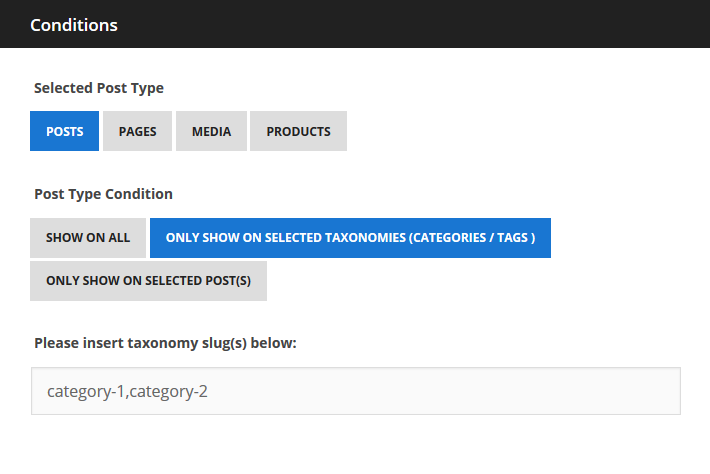 Conditions
Selected Post Type
POSTS PAGES MEDIA PRODUCTS
Post Type Condition
SHOW ON ALL ONLY SHOW ON SELECTED TAXONOMIES (CATEGORIES / TAGS )
ONLY SHOW ON SELECTED POST(S)
Please insert taxonomy slug(s) below:
category-1,category-2